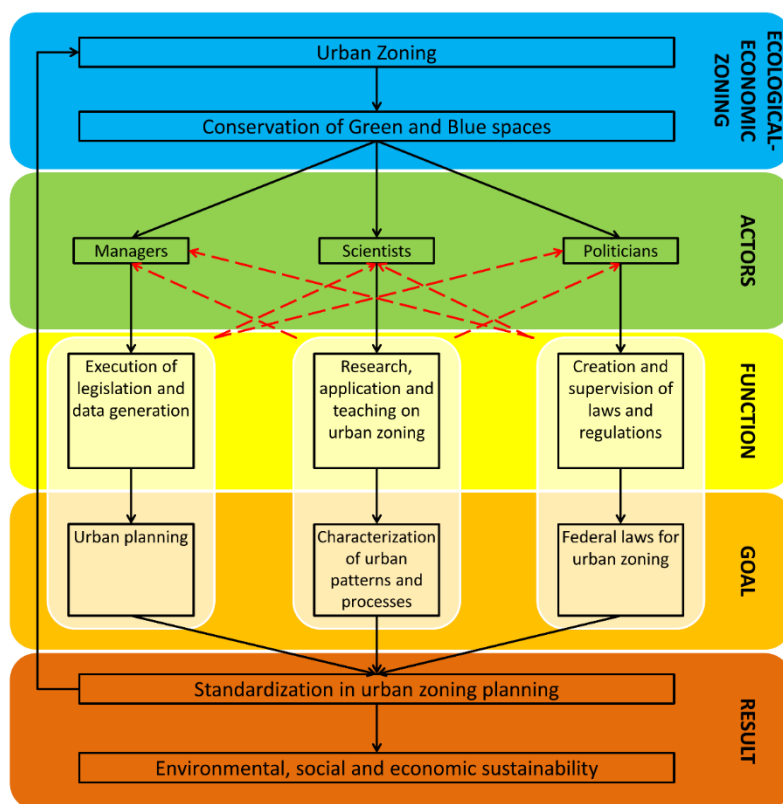 Urban Zoning
Conservation of Green and Blue spaces
ECOLOGICAL-
ECONOMIC
ZONING
Managers
Scientists
Politicians
ACTORS
Execution of
legislation and
data generation
Research,
application and
teaching on
urban zoning
Creation and
supervision of
laws and
regulations
FUNCTION
Urban planning
Characterization
of urban
patterns and
processes
Federal laws for
urban zoning
GOAL
Standardization in urban zoning planning
Environmental, social and economic sustainability
RESULT